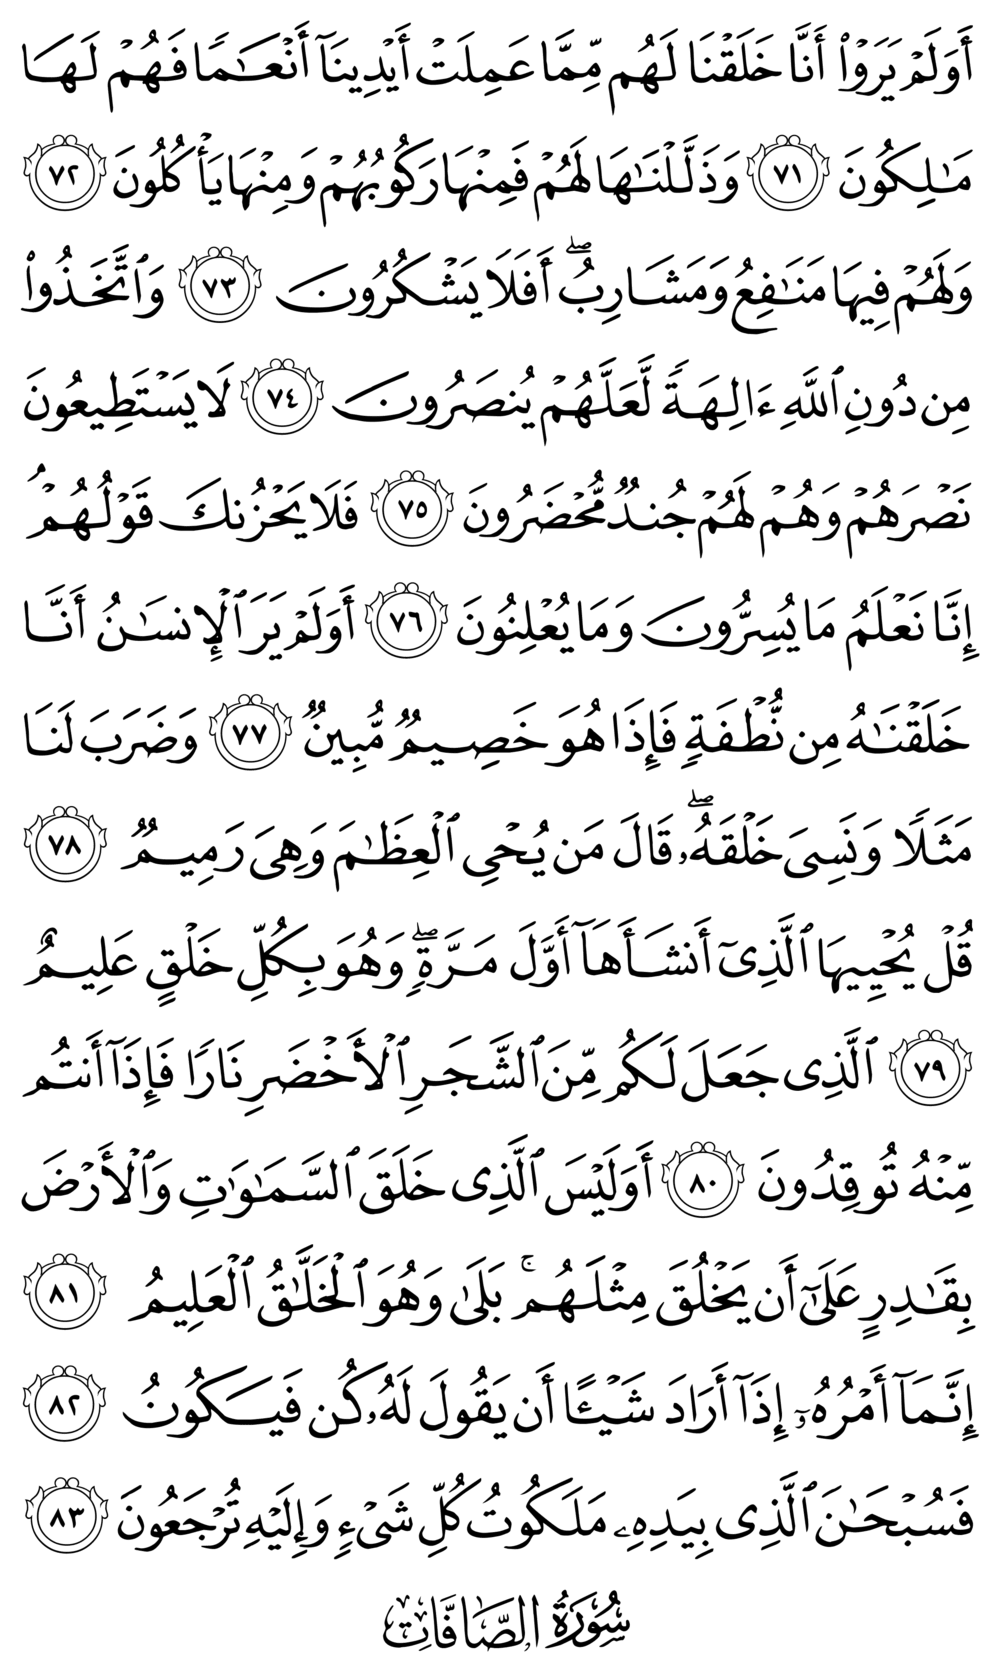 أَوَلَمۡ يَرَوۡاْ أَنَّا خَلَقۡنَا لَهُم مِّمَّا عَمِلَتۡ أَيۡدِينَآ أَنۡعَٰمٗا فَهُمۡ لَهَا
مَٰلِكُونَ ٧١ وَذَلَّلۡنَٰهَا لَهُمۡ فَمِنۡهَا رَكُوبُهُمۡ وَمِنۡهَا يَأۡكُلُونَ ٧٢
وَلَهُمۡ فِيهَا مَنَٰفِعُ وَمَشَارِبُۚ أَفَلَا يَشۡكُرُونَ ٧٣ وَٱتَّخَذُواْ
مِن دُونِ ٱللَّهِ ءَالِهَةٗ لَّعَلَّهُمۡ يُنصَرُونَ ٧٤ لَا يَسۡتَطِيعُونَ
نَصۡرَهُمۡ وَهُمۡ لَهُمۡ جُندٞ مُّحۡضَرُونَ ٧٥ فَلَا يَحۡزُنكَ قَوۡلُهُمۡۘ
إِنَّا نَعۡلَمُ مَا يُسِرُّونَ وَمَا يُعۡلِنُونَ ٧٦ أَوَلَمۡ يَرَ ٱلۡإِنسَٰنُ أَنَّا
خَلَقۡنَٰهُ مِن نُّطۡفَةٖ فَإِذَا هُوَ خَصِيمٞ مُّبِينٞ ٧٧ وَضَرَبَ لَنَا
مَثَلٗا وَنَسِيَ خَلۡقَهُۥۖ قَالَ مَن يُحۡيِ ٱلۡعِظَٰمَ وَهِيَ رَمِيمٞ ٧٨
قُلۡ يُحۡيِيهَا ٱلَّذِيٓ أَنشَأَهَآ أَوَّلَ مَرَّةٖۖ وَهُوَ بِكُلِّ خَلۡقٍ عَلِيمٌ
٧٩ ٱلَّذِي جَعَلَ لَكُم مِّنَ ٱلشَّجَرِ ٱلۡأَخۡضَرِ نَارٗا فَإِذَآ أَنتُم
مِّنۡهُ تُوقِدُونَ ٨٠ أَوَلَيۡسَ ٱلَّذِي خَلَقَ ٱلسَّمَٰوَٰتِ وَٱلۡأَرۡضَ
بِقَٰدِرٍ عَلَىٰٓ أَن يَخۡلُقَ مِثۡلَهُمۚ بَلَىٰ وَهُوَ ٱلۡخَلَّٰقُ ٱلۡعَلِيمُ ٨١
إِنَّمَآ أَمۡرُهُۥٓ إِذَآ أَرَادَ شَيۡـًٔا أَن يَقُولَ لَهُۥ كُن فَيَكُونُ ٨٢
فَسُبۡحَٰنَ ٱلَّذِي بِيَدِهِۦ مَلَكُوتُ كُلِّ شَيۡءٖ وَإِلَيۡهِ تُرۡجَعُونَ ٨٣
سُورَةُ الصَّافَّاتِ